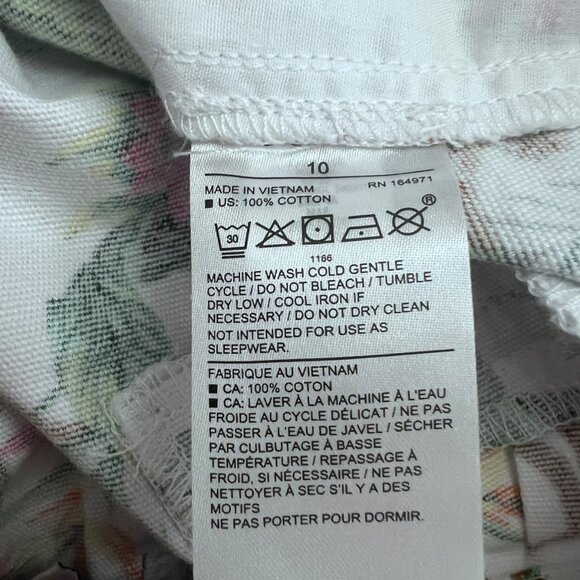 10
MADE IN VIETNAM RN 164971
■ US: 100% COTTON
30
®
1166
MACHINE WASH COLD GENTLE
CYCLE / DO NOT BLEACH / TUMBLE
DRY LOW / COOL IRON IF
NECESSARY / DO NOT DRY CLEAN
NOT INTENDED FOR USE AS
SLEEPWEAR.
FABRIQUE AU VIETNAM
■ CA: 100% COTON
■ CA: LAVER À LA MACHINE À L'EAU
FROIDE AU CYCLE DÉLICAT / NE PAS
PASSER À L'EAU DE JAVEL / SÉCHER
PAR CULBUTAGE À BASSE
TEMPÉRATURE / REPASSAGE À
FROID, SI NÉCESSAIRE / NE PAS
NETTOYER À SEC S'IL Y A DES
MOTIFS
NE PAS PORTER POUR DORMIR.